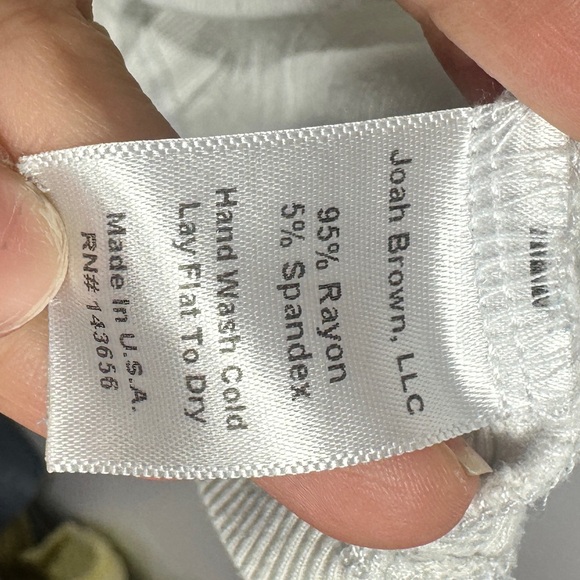 Joah Brown, LLC
95% Rayon
5% Spandex
Hand Wash Cold
Lay Flat To Dry
Made In U.S.A.
RN# 143656